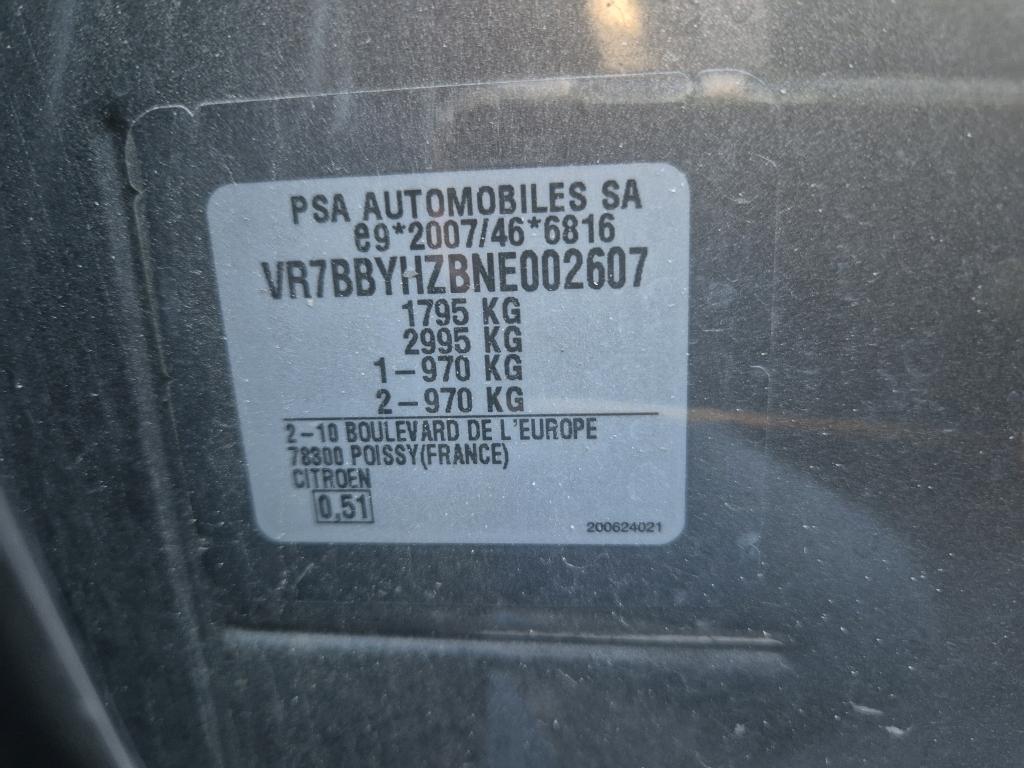 PSA AUTOMOBILES SA
e9*2007/46*6816
VR7BBYHZBNE002607
1795 KG
2995 KG
1-970 KG
2-970 KG
2-10 BOULEVARD DE L'EUROPE
78300 POISSY(FRANCE)
CITROEN
0,51
200624021